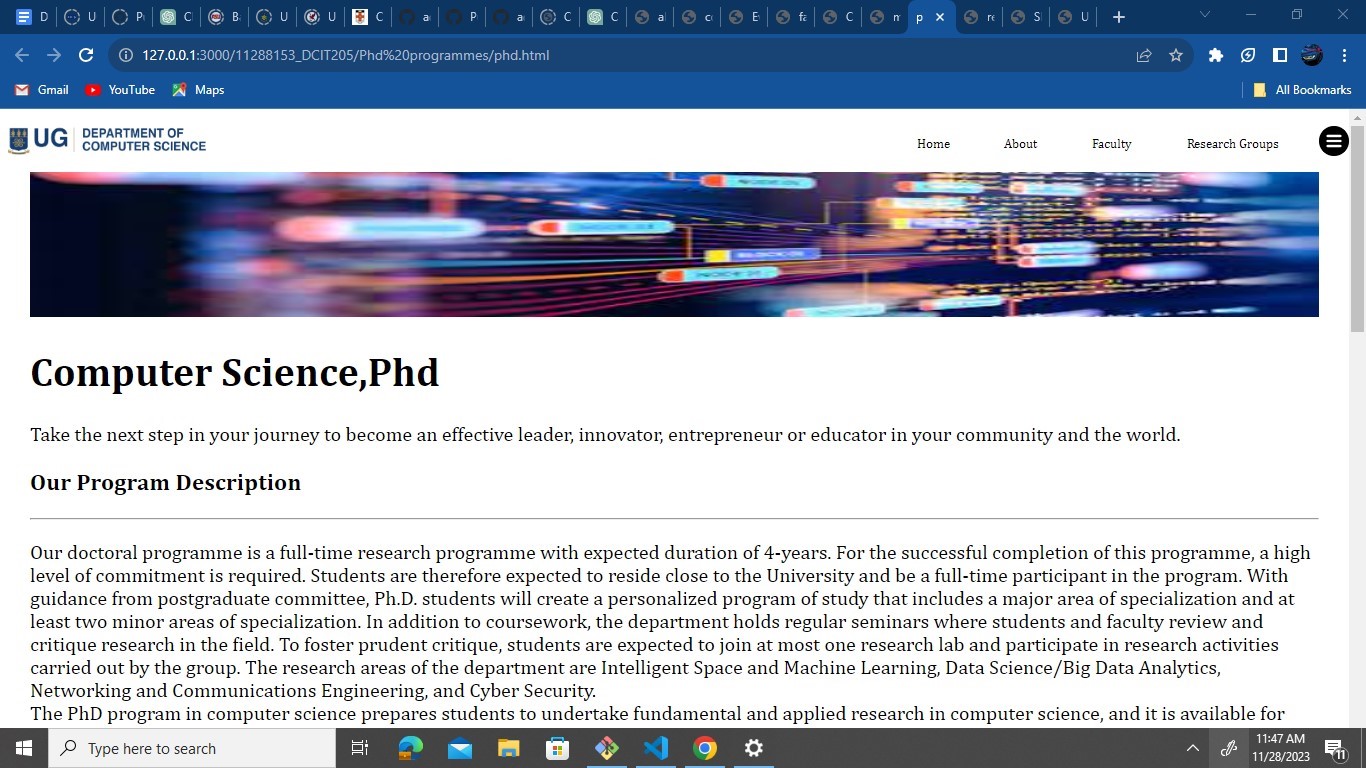 127.0.0.1:3000/11288153_DCIT205/Phd%20programmes/phd.html
Gmail YouTube Maps All Bookmarks
UG DEPARTMENT OF
COMPUTER SCIENCE
Home About Faculty Research Groups
Computer Science,Phd
Take the next step in your journey to become an effective leader, innovator, entrepreneur or educator in your community and the world.
Our Program Description
Our doctoral programme is a full-time research programme with expected duration of 4-years. For the successful completion of this programme, a high
level of commitment is required. Students are therefore expected to reside close to the University and be a full-time participant in the program. With
guidance from postgraduate committee, Ph.D. students will create a personalized program of study that includes a major area of specialization and at
least two minor areas of specialization. In addition to coursework, the department holds regular seminars where students and faculty review and
critique research in the field. To foster prudent critique, students are expected to join at most one research lab and participate in research activities
carried out by the group. The research areas of the department are Intelligent Space and Machine Learning, Data Science/Big Data Analytics,
Networking and Communications Engineering, and Cyber Security.
The PhD program in computer science prepares students to undertake fundamental and applied research in computer science, and it is available for
Type here to search
11:47 AM
11/28/2023
11